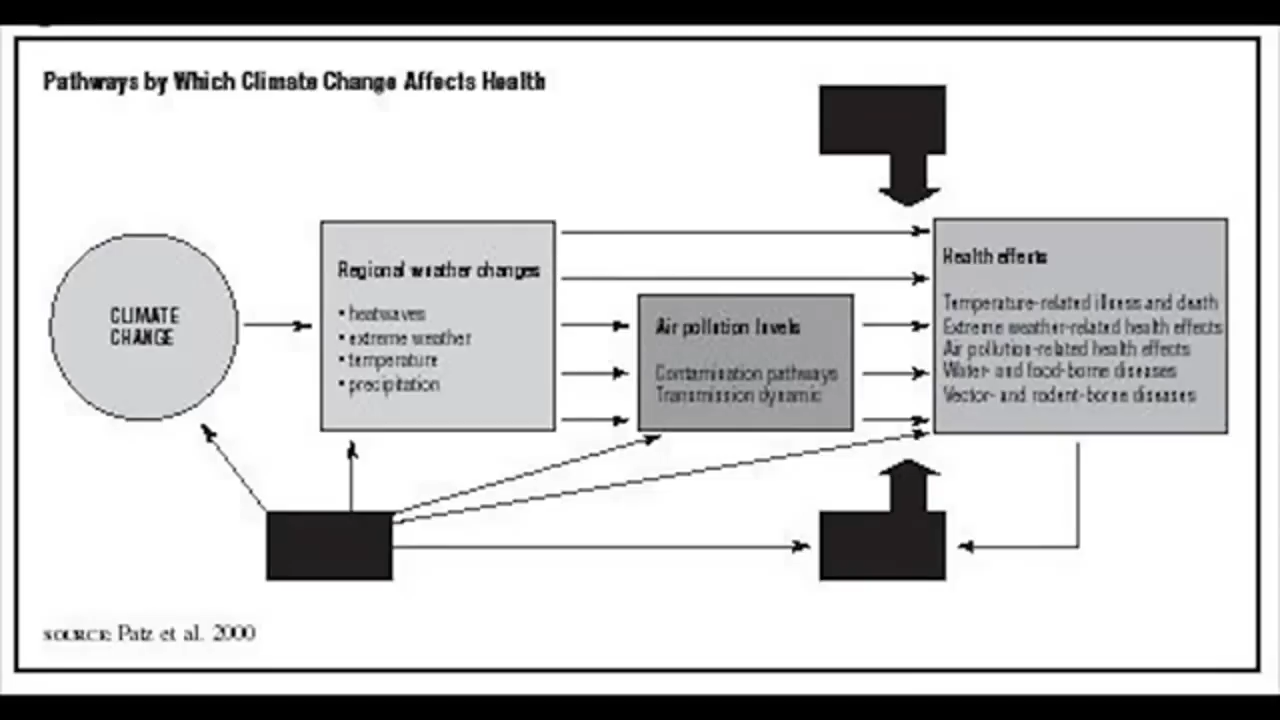 Pathways by Which Climate Change Affects Health
CLIMATE
CHANGE
Regional weather changes
• heatwaves
• extreme weather
• temperature
• precipitation
Air pollution levels
Contamination pathways
Transmission dynamic
Health effects
Temperature-related illness and death
Extreme weather-related health effects
Air pollution-related health effects
Water- and food-borne diseases
Vector- and rodent-borne diseases
SOURCE: Patz et al. 2000